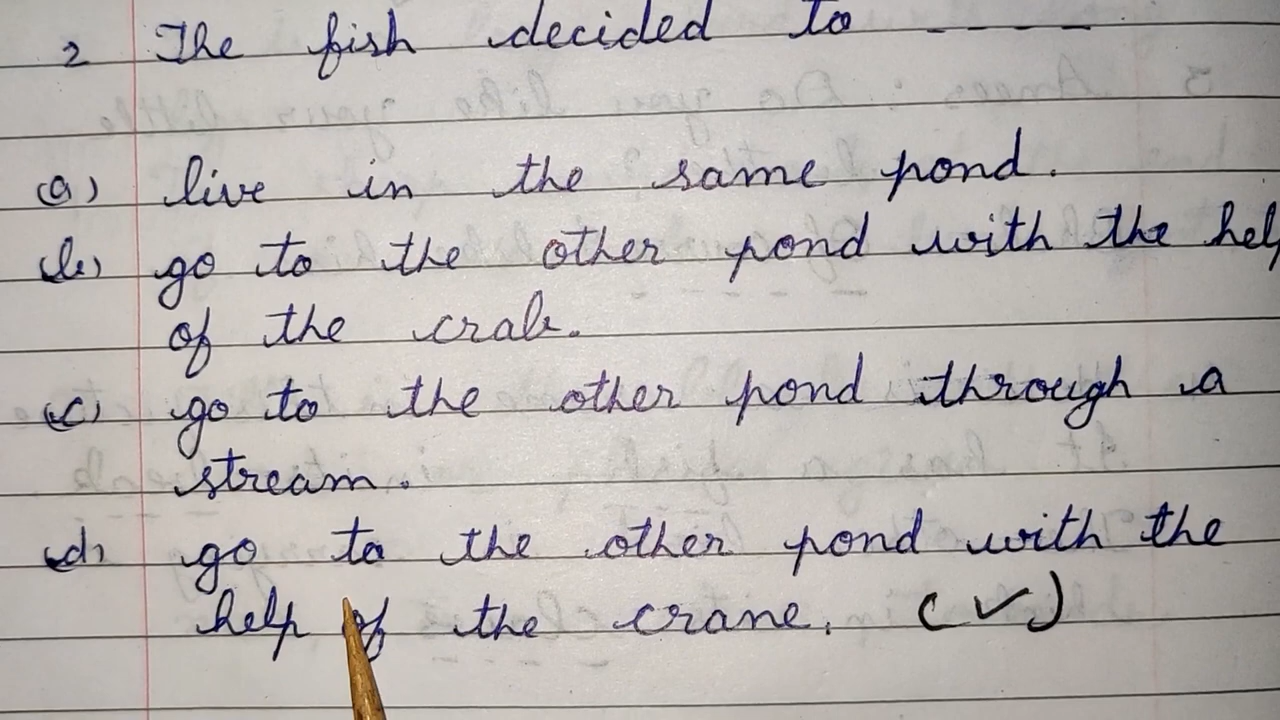 2 The fish decided to -----
(a) live in the same pond.
(b) go to the other pond with the hel
of the crab.
(c) go to the other pond through a
stream.
(d) go to the other pond with the
help of the crane. (✓)